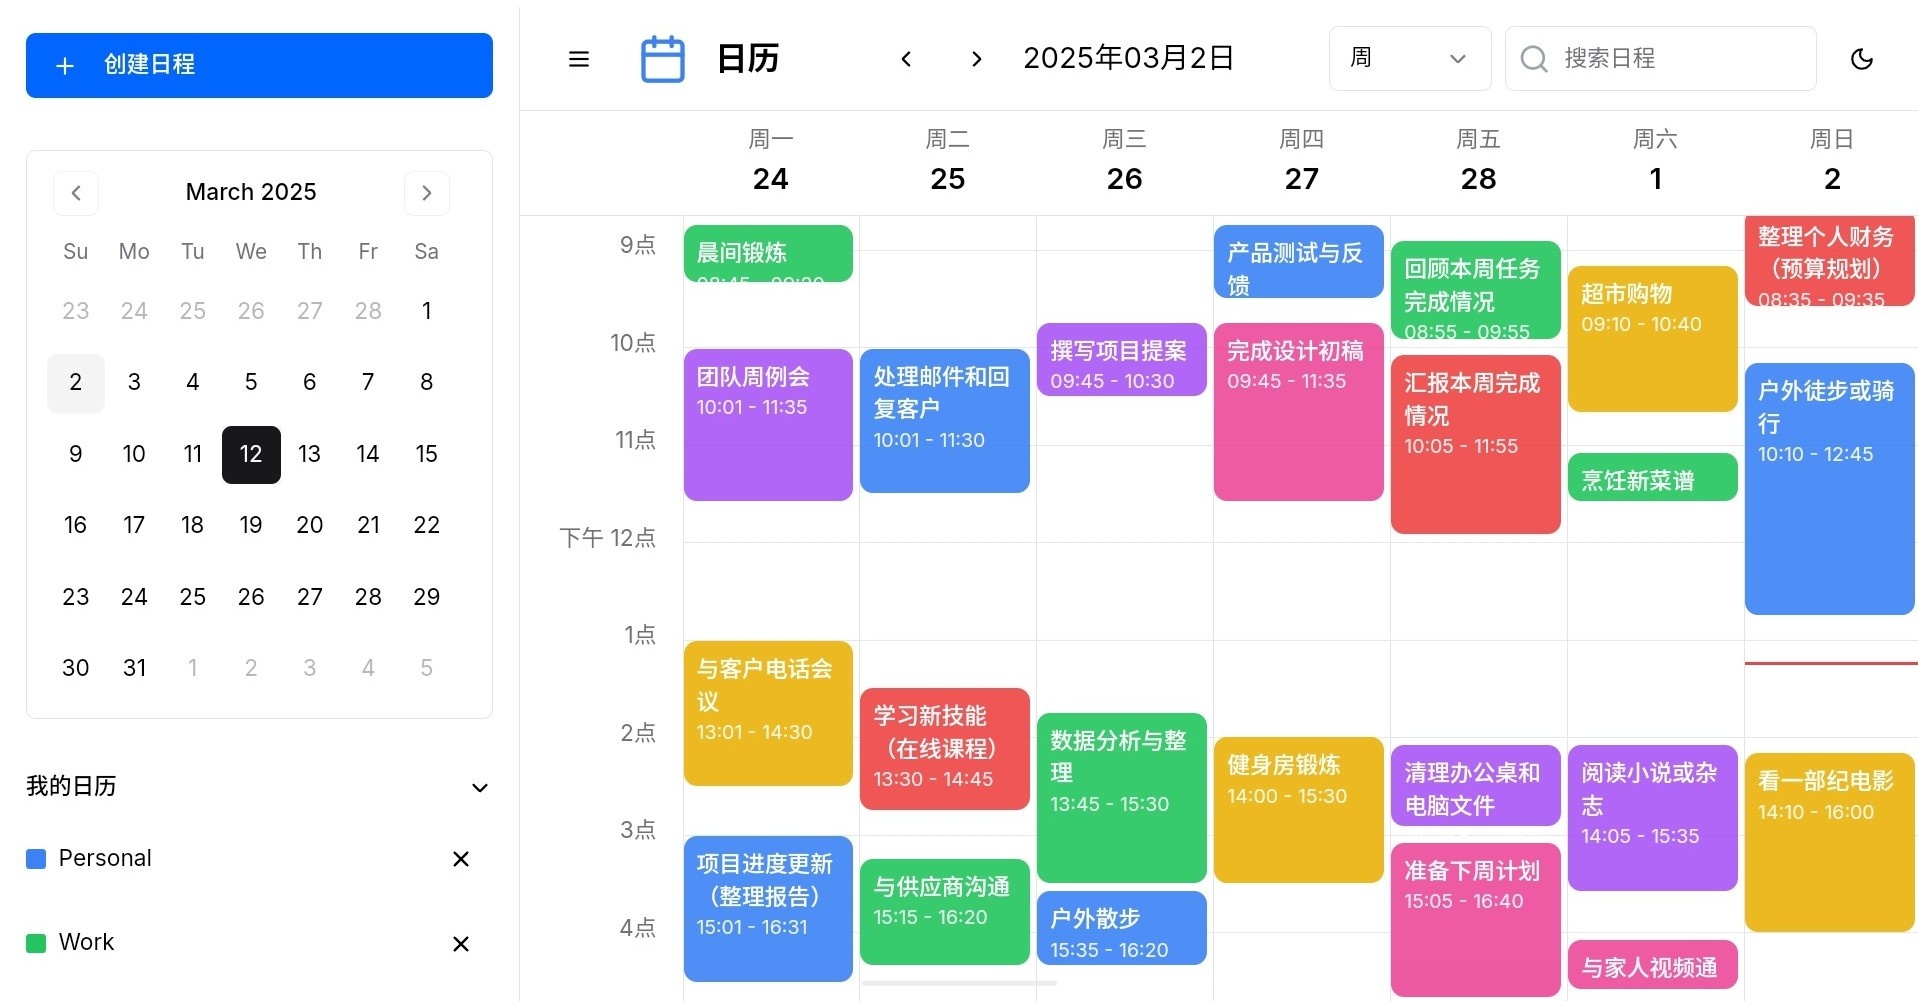 创建日程
March 2025
Su Mo Tu We Th Fr Sa
23 24 25 26 27 28 1
2 3 4 5 6 7 8
9 10 11 12 13 14 15
16 17 18 19 20 21 22
23 24 25 26 27 28 29
30 31 1 2 3 4 5
我的日历
Personal
Work
日历
2025年03月2日
周
搜索日程
周一 周二 周三 周四 周五 周六 周日
24 25 26 27 28 1 2
9点
10点
11点
下午 12点
1点
2点
3点
4点
晨间锻炼
08:45 - 09:20
团队周例会
10:01 - 11:35
与客户电话会
议
13:01 - 14:30
项目进度更新
（整理报告）
15:01 - 16:31
处理邮件和回
复客户
10:01 - 11:30
学习新技能
（在线课程）
13:30 - 14:45
与供应商沟通
15:15 - 16:20
撰写项目提案
09:45 - 10:30
数据分析与整
理
13:45 - 15:30
户外散步
15:35 - 16:20
产品测试与反
馈
完成设计初稿
09:45 - 11:35
健身房锻炼
14:00 - 15:30
回顾本周任务
完成情况
08:55 - 09:55
汇报本周完成
情况
10:05 - 11:55
清理办公桌和
电脑文件
准备下周计划
15:05 - 16:40
超市购物
09:10 - 10:40
烹饪新菜谱
阅读小说或杂
志
14:05 - 15:35
与家人视频通
整理个人财务
（预算规划）
08:35 - 09:35
户外徒步或骑
行
10:10 - 12:45
看一部纪电影
14:10 - 16:00